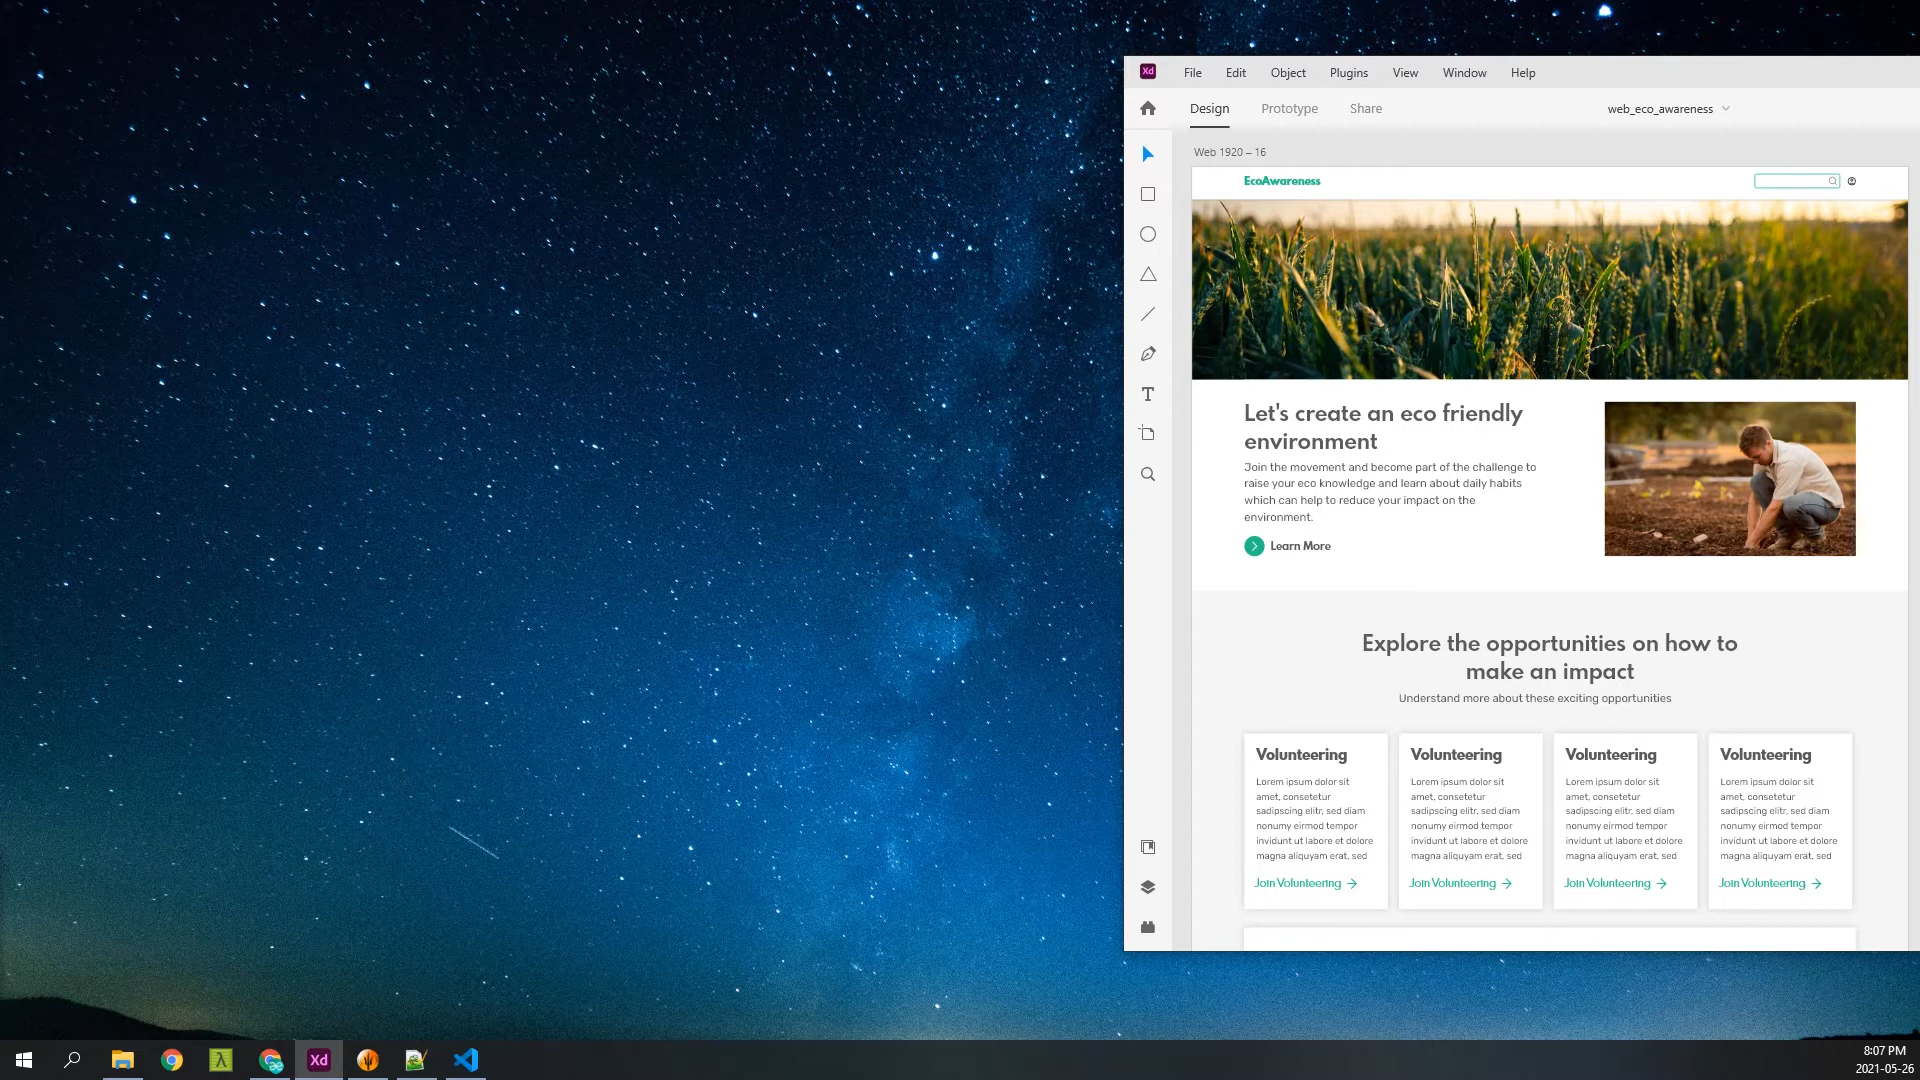 Xd File Edit Object Plugins View Window Help
Design Prototype Share web_eco_awareness
Web 1920 – 16
EcoAwareness
Let's create an eco friendly
environment
Join the movement and become part of the challenge to
raise your eco knowledge and learn about daily habits
which can help to reduce your impact on the
environment.
Learn More
Explore the opportunities on how to
make an impact
Understand more about these exciting opportunities
Volunteering
Lorem ipsum dolor sit
amet, consetetur
sadipscing elitr, sed diam
nonumy eirmod tempor
invidunt ut labore et dolore
magna aliquyam erat, sed
Join Volunteering
Volunteering
Lorem ipsum dolor sit
amet, consetetur
sadipscing elitr, sed diam
nonumy eirmod tempor
invidunt ut labore et dolore
magna aliquyam erat, sed
Join Volunteering
Volunteering
Lorem ipsum dolor sit
amet, consetetur
sadipscing elitr, sed diam
nonumy eirmod tempor
invidunt ut labore et dolore
magna aliquyam erat, sed
Join Volunteering
Volunteering
Lorem ipsum dolor sit
amet, consetetur
sadipscing elitr, sed diam
nonumy eirmod tempor
invidunt ut labore et dolore
magna aliquyam erat, sed
Join Volunteering
λ Xd
8:07 PM
2021-05-26